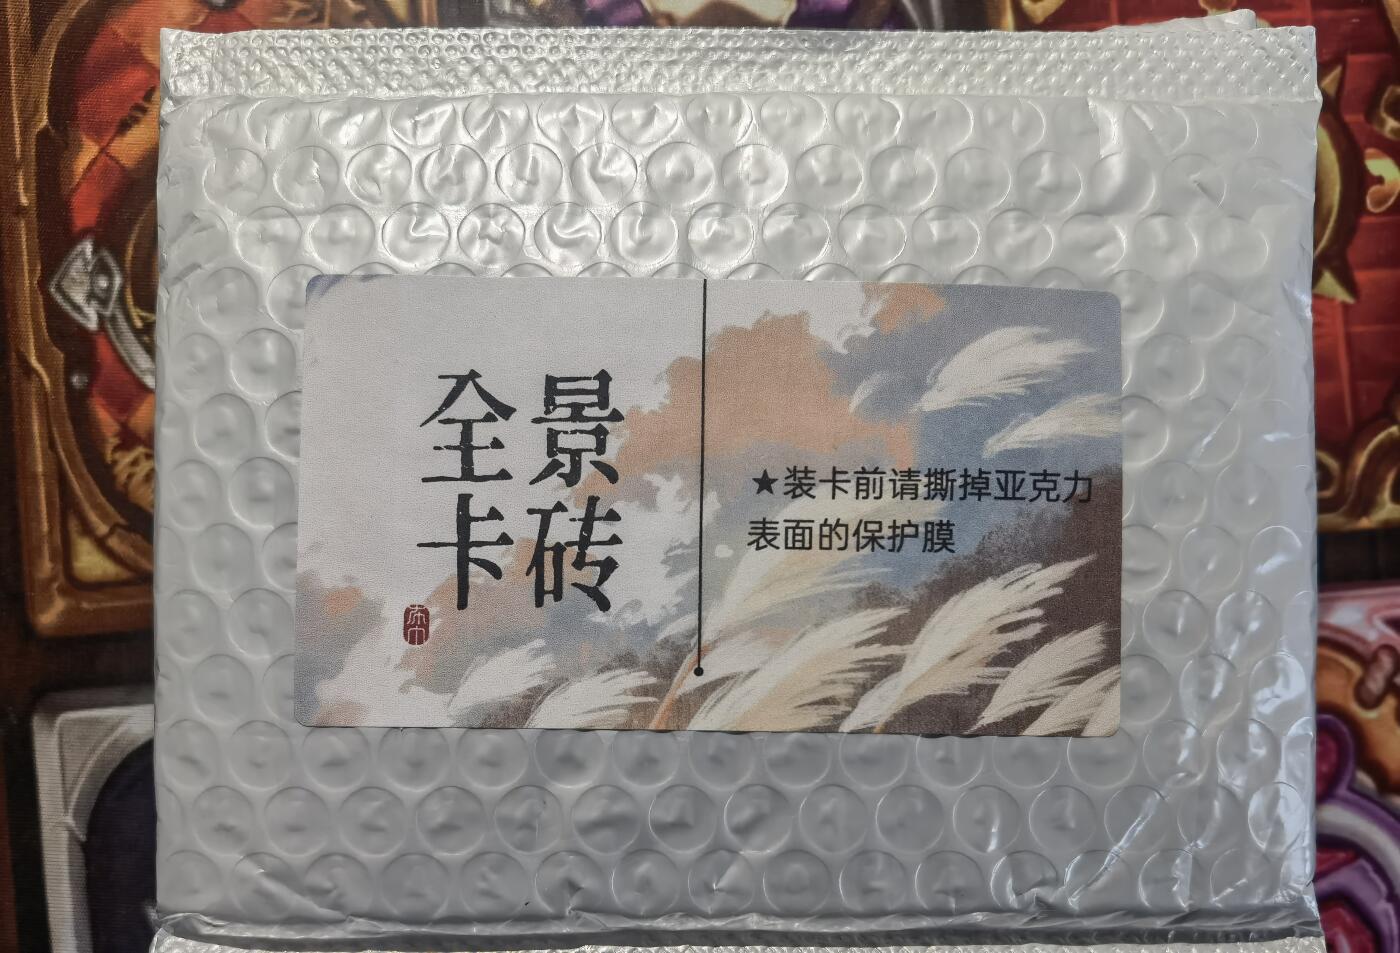 全景
卡砖
★装卡前请撕掉亚克力
表面的保护膜